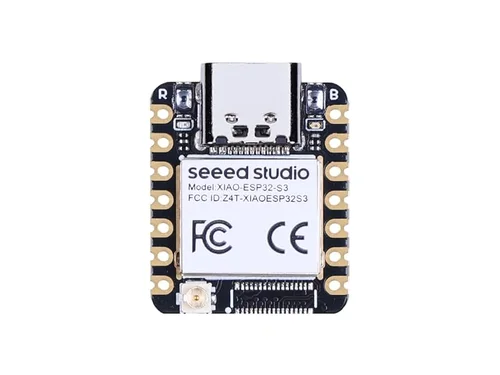 R B
seeed studio
Model:XIAO-ESP32-S3
FCC ID:Z4T-XIAOESP32S3
FC CE